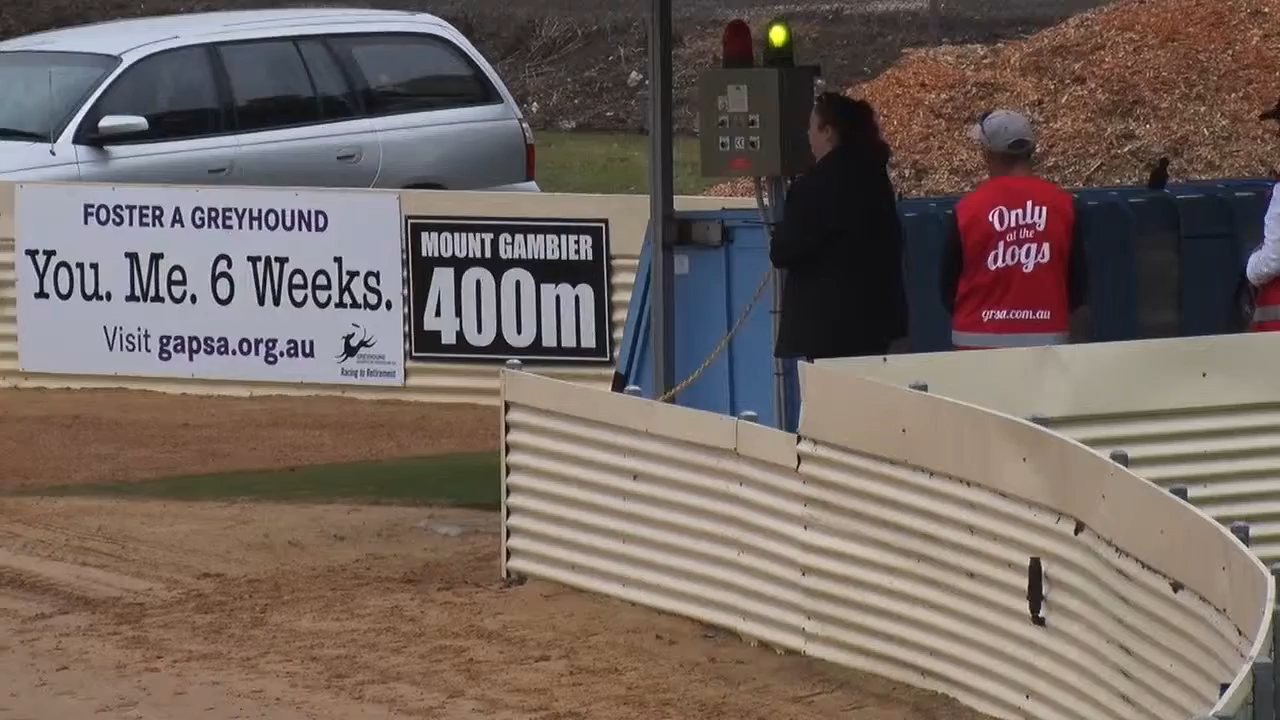 FOSTER A GREYHOUND
You. Me. 6 Weeks.
Visit gapsa.org.au
Racing to Retirement
MOUNT GAMBIER
400m
Only
at the
dogs
grsa.com.au